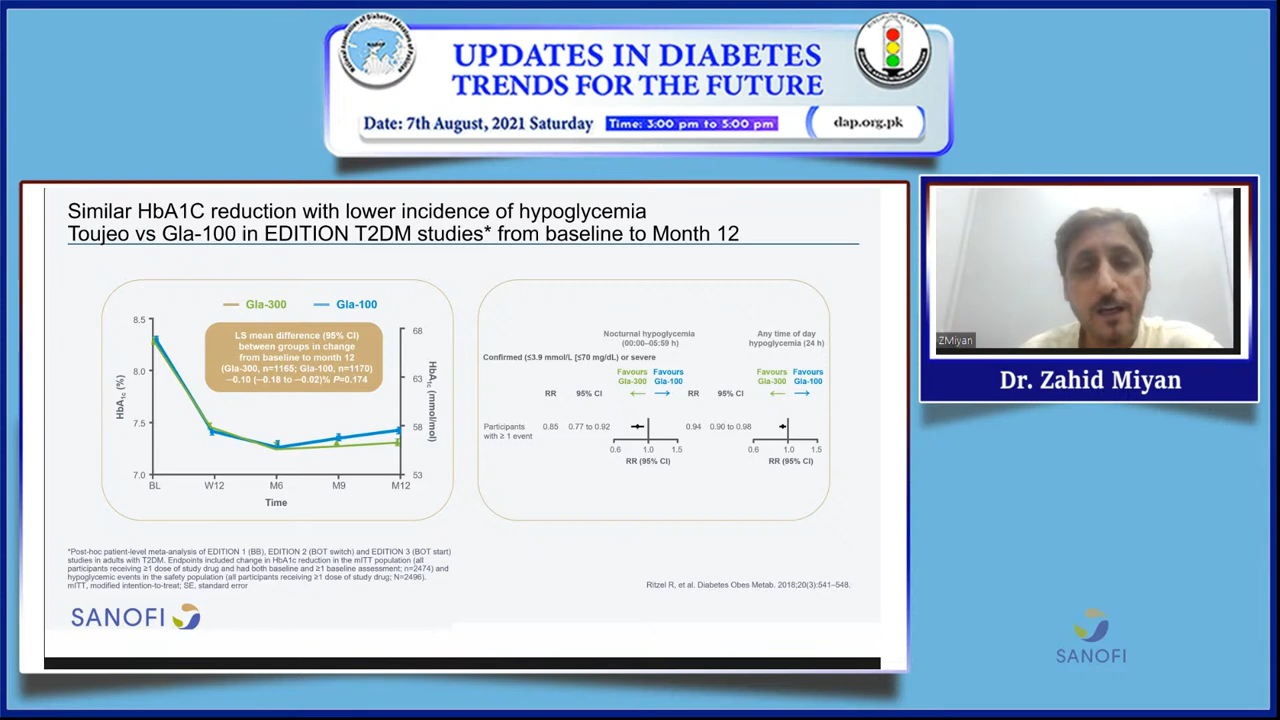 UPDATES IN DIABETES
TRENDS FOR THE FUTURE
Date: 7th August, 2021 Saturday Time: 3:00 pm to 5:00 pm dap.org.pk
Similar HbA1C reduction with lower incidence of hypoglycemia
Toujeo vs Gla-100 in EDITION T2DM studies* from baseline to Month 12
Gla-300 Gla-100
LS mean difference (95% CI)
between groups in change
from baseline to month 12
(Gla-300, n=1165; Gla-100, n=1170)
–0.10 (–0.18 to –0.02)% P=0.174
HbA1c (%)
8.5
8.0
7.5
7.0
68
63
58
53
HbA1c (mmol/mol)
BL W12 M6 M9 M12
Time
Nocturnal hypoglycemia
(00:00–05:59 h)
Any time of day
hypoglycemia (24 h)
Confirmed (≤3.9 mmol/L [≤70 mg/dL) or severe
Favours Gla-300
Favours Gla-100
Favours Gla-300
Favours Gla-100
RR 95% CI ← → RR 95% CI ← →
Participants
with ≥ 1 event
0.85 0.77 to 0.92 0.94 0.90 to 0.98
0.6 1.0 1.5 0.6 1.0 1.5
RR (95% CI) RR (95% CI)
*Post-hoc patient-level meta-analysis of EDITION 1 (BB), EDITION 2 (BOT switch) and EDITION 3 (BOT start)
studies in adults with T2DM. Endpoints included change in HbA1c reduction in the mITT population (all
participants receiving ≥1 dose of study drug and had both baseline and ≥1 baseline assessment; n=2474) and
hypoglycemic events in the safety population (all participants receiving ≥1 dose of study drug; N=2496).
mITT, modified intention-to-treat; SE, standard error
Ritzel R, et al. Diabetes Obes Metab. 2018;20(3):541–548.
SANOFI
ZMiyan
Dr. Zahid Miyan
SANOFI